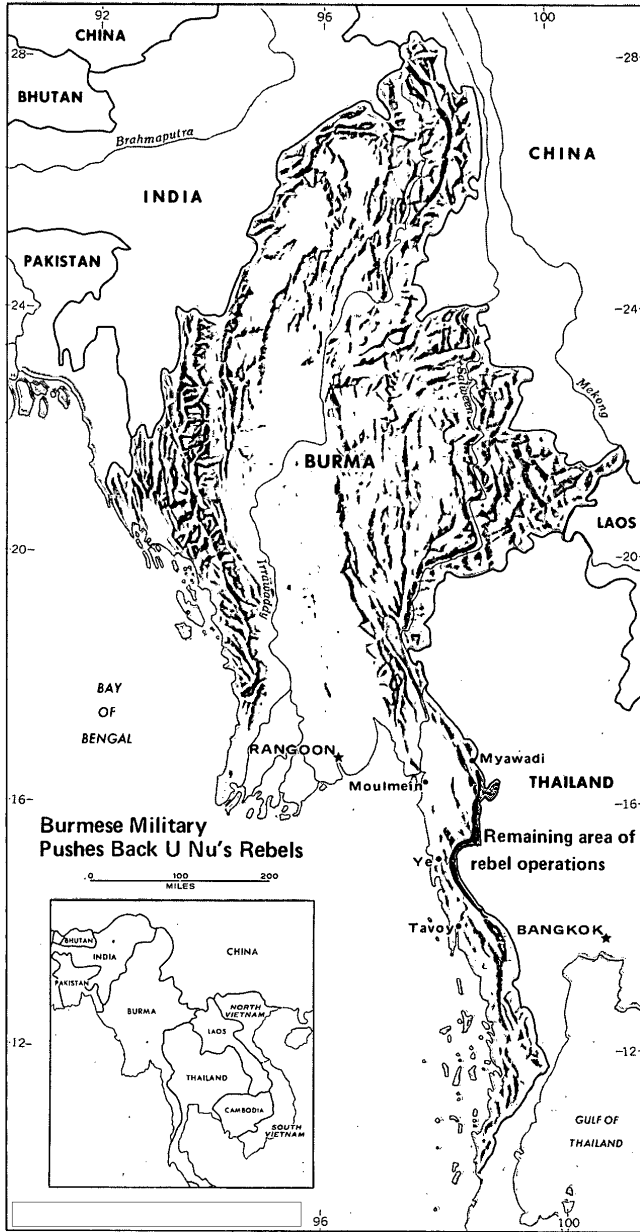 92
96
100
CHINA
28
28
BHUTAN
Brahmaputra
CHINA
INDIA
PAKISTAN
24
24
Salween
Mekong
BURMA
LAOS
20
20
Irrawaddy
BAY
OF
BENGAL
RANGOON
Myawadi
Moulmein
THAILAND
16
16
Burmese Military
Pushes Back U Nu's Rebels
Remaining area of
rebel operations
Ye
0 100 200
MILES
Tavoy
BANGKOK
BHUTAN
INDIA
CHINA
PAKISTAN
BURMA
NORTH
VIETNAM
LAOS
THAILAND
CAMBODIA
SOUTH
VIETNAM
12
12
GULF OF
THAILAND
96
100